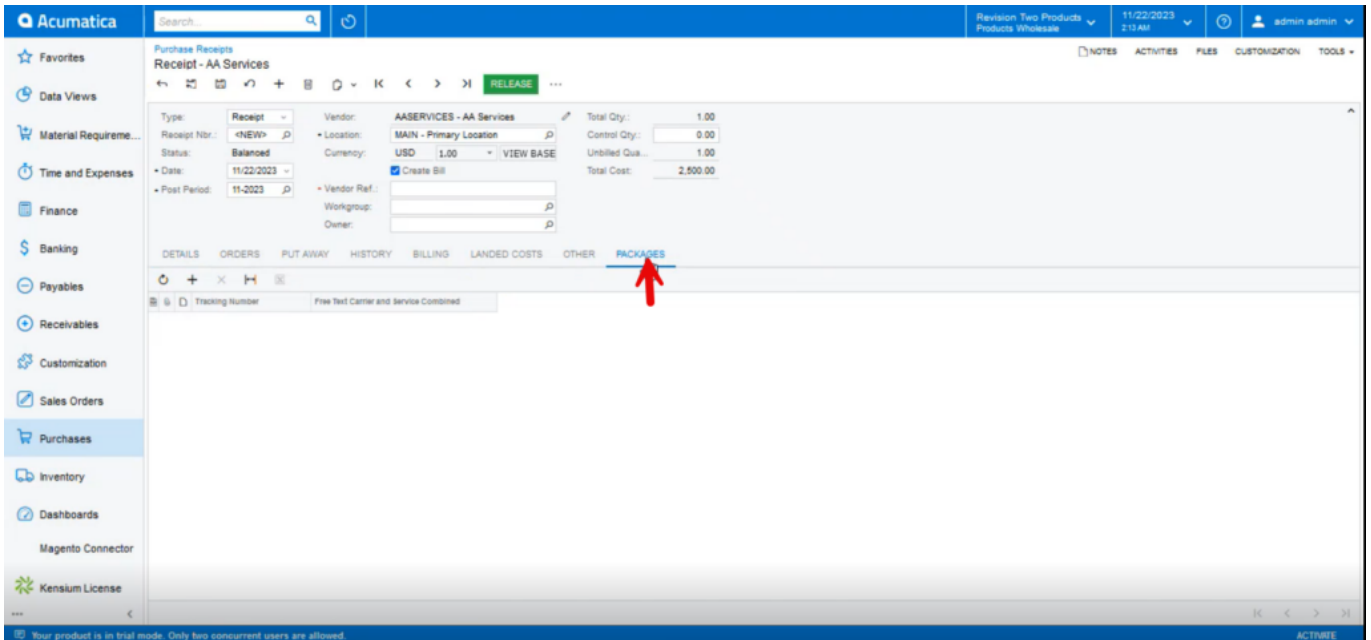 Acumatica
Search...
Revision Two Products
Products Wholesale
11/22/2023
2:13 AM
admin admin
Favorites
Data Views
Material Requireme...
Time and Expenses
Finance
Banking
Payables
Receivables
Customization
Sales Orders
Purchases
Inventory
Dashboards
Magento Connector
Kensium License
Purchase Receipts
Receipt - AA Services
NOTES ACTIVITIES FILES CUSTOMIZATION TOOLS
RELEASE
Type: Receipt Vendor: AASERVICES - AA Services Total Qty.: 1.00
Receipt Nbr.: <NEW> Location: MAIN - Primary Location Control Qty.: 0.00
Status: Balanced Currency: USD 1.00 VIEW BASE Unbilled Qua... 1.00
Date: 11/22/2023 Create Bill Total Cost: 2,500.00
Post Period: 11-2023 Vendor Ref.:
Workgroup:
Owner:
DETAILS ORDERS PUT AWAY HISTORY BILLING LANDED COSTS OTHER PACKAGES
Tracking Number Free Text Carrier and Service Combined
Your product is in trial mode. Only two concurrent users are allowed. ACTIVATE